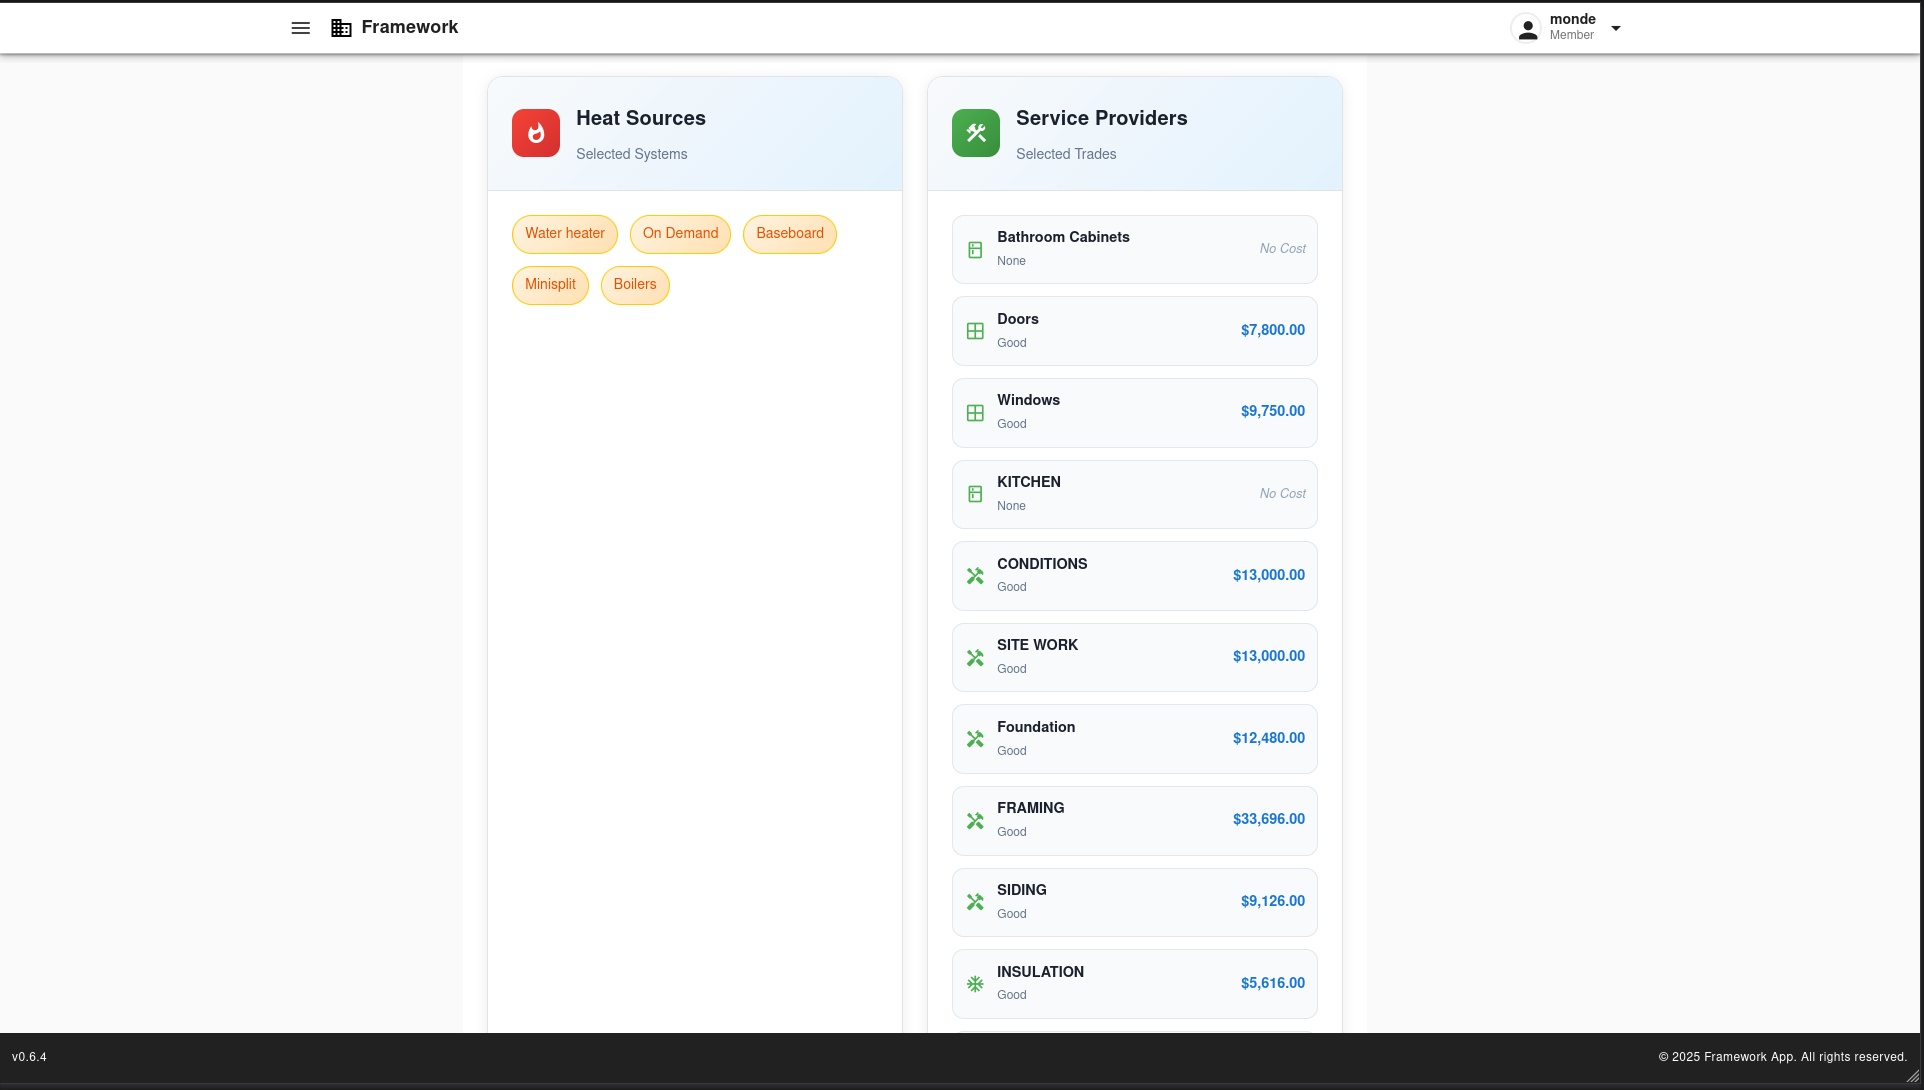 Framework
monde
Member
Heat Sources
Selected Systems
Water heater
On Demand
Baseboard
Minisplit
Boilers
Service Providers
Selected Trades
Bathroom Cabinets
None
No Cost
Doors
Good
$7,800.00
Windows
Good
$9,750.00
KITCHEN
None
No Cost
CONDITIONS
Good
$13,000.00
SITE WORK
Good
$13,000.00
Foundation
Good
$12,480.00
FRAMING
Good
$33,696.00
SIDING
Good
$9,126.00
INSULATION
Good
$5,616.00
v0.6.4
© 2025 Framework App. All rights reserved.